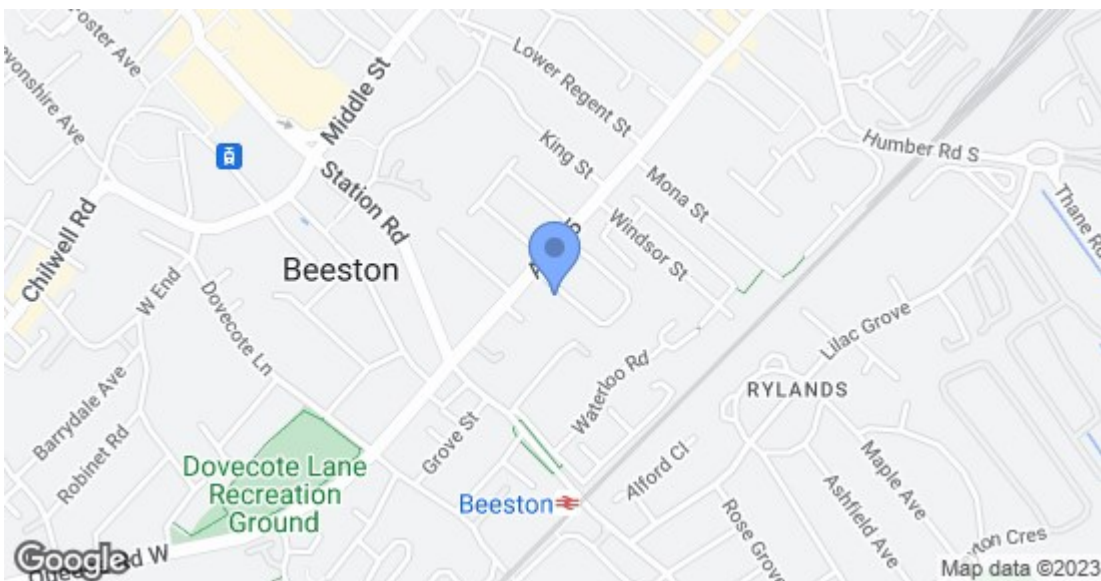 Foster Ave
Devonshire Ave
Middle St
Lower Regent St
King St
Humber Rd S
Mona St
Thane Rd
Station Rd
Windsor St
Chilwell Rd
Beeston
W End
Dovecote Ln
Lilac Grove
Waterloo Rd
RYLANDS
Barrydale Ave
Robinet Rd
Grove St
Dovecote Lane
Recreation
Ground
Alford Cl
Maple Ave
Ashfield Ave
Beeston
Rose Grove
Google
Rd W
Map data ©2023